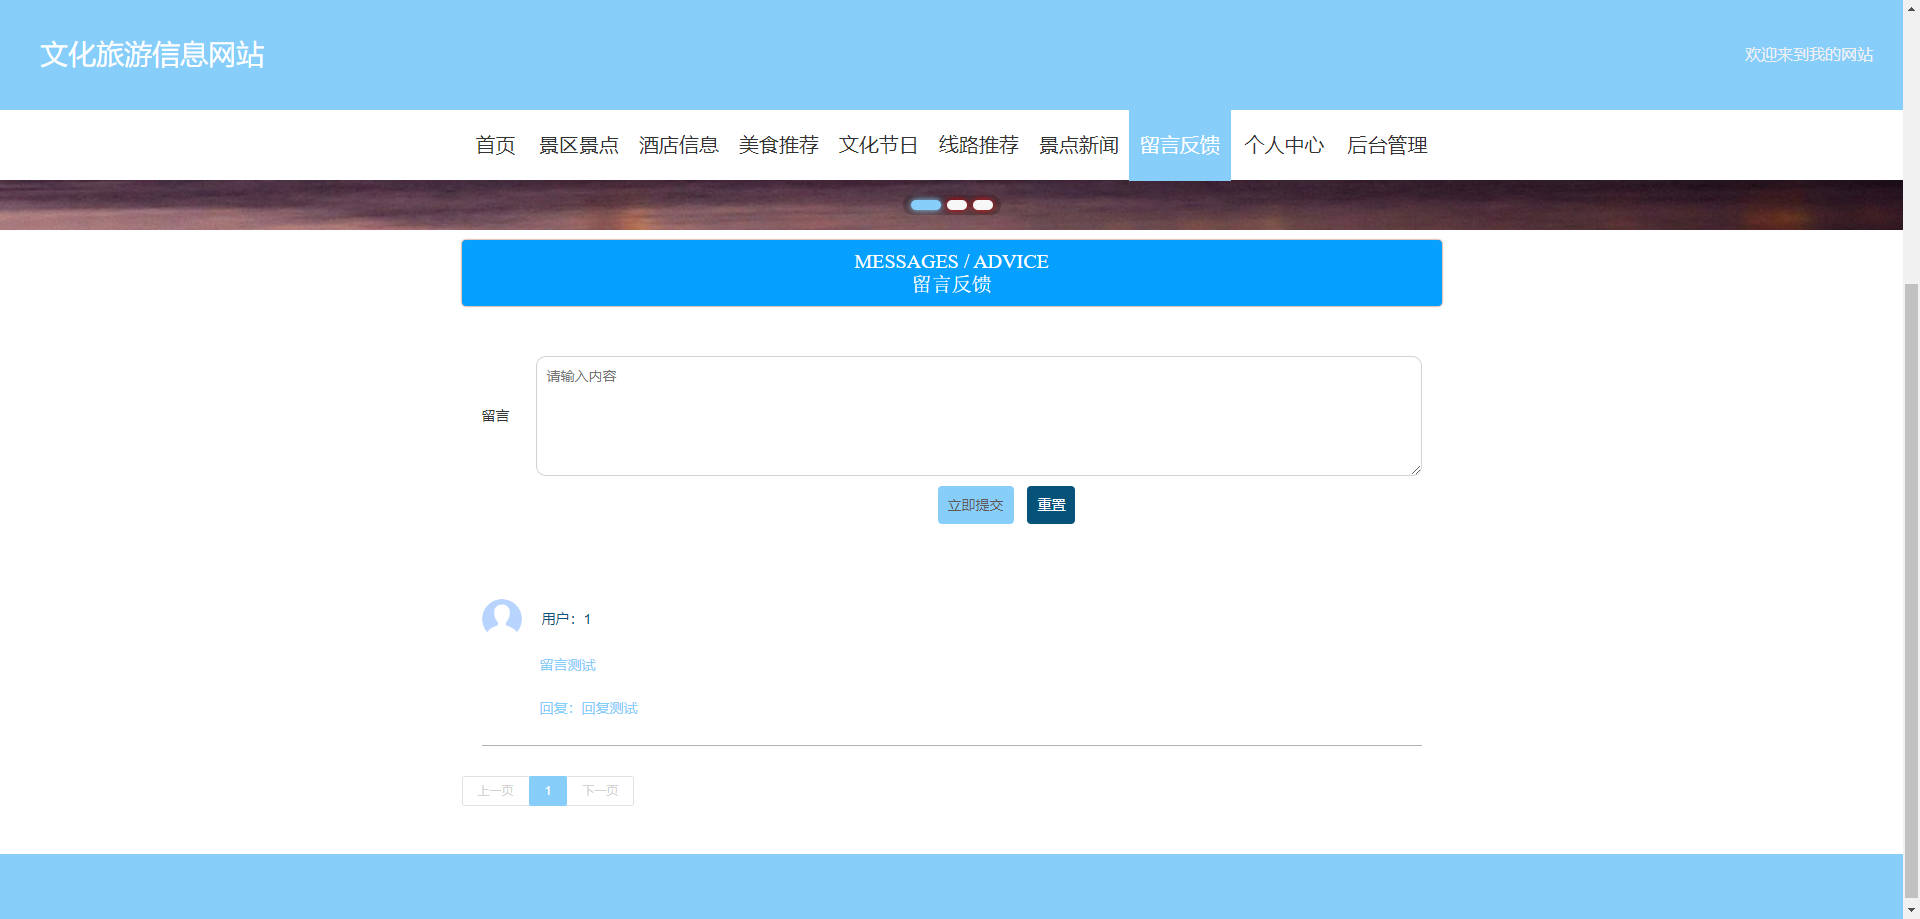 文化旅游信息网站
欢迎来到我的网站
首页 景区景点 酒店信息 美食推荐 文化节日 线路推荐 景点新闻 留言反馈 个人中心 后台管理
MESSAGES / ADVICE
留言反馈
请输入内容
留言
立即提交 重置
用户：1
留言测试
回复：回复测试
上一页 1 下一页